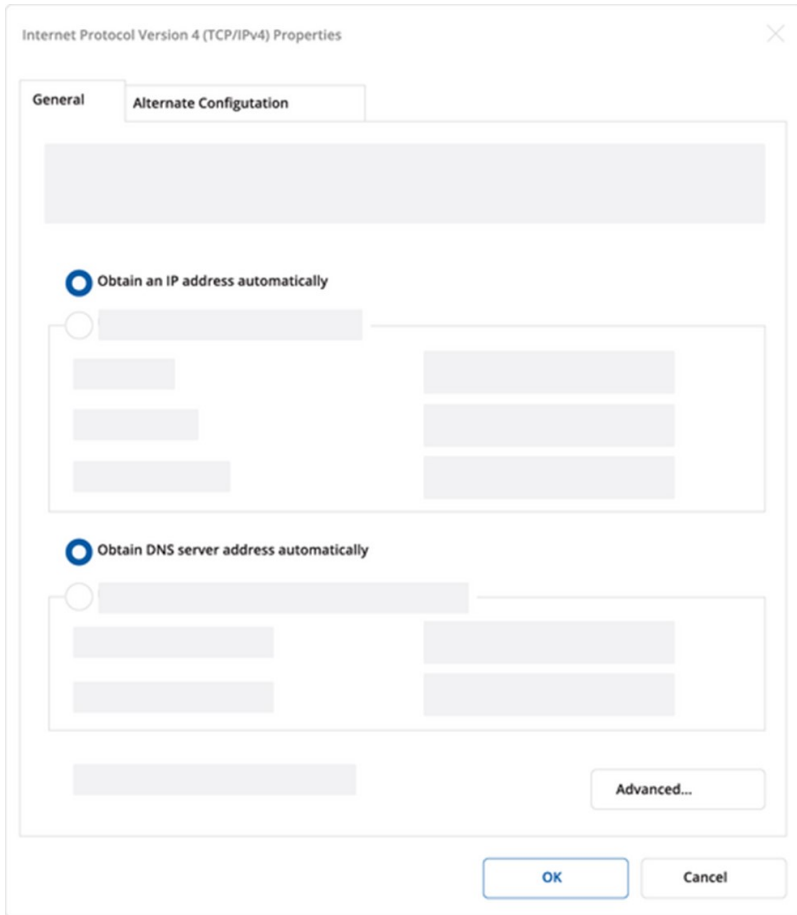 Internet Protocol Version 4 (TCP/IPv4) Properties
General
Alternate Configutation
Obtain an IP address automatically
Obtain DNS server address automatically
Advanced...
OK
Cancel